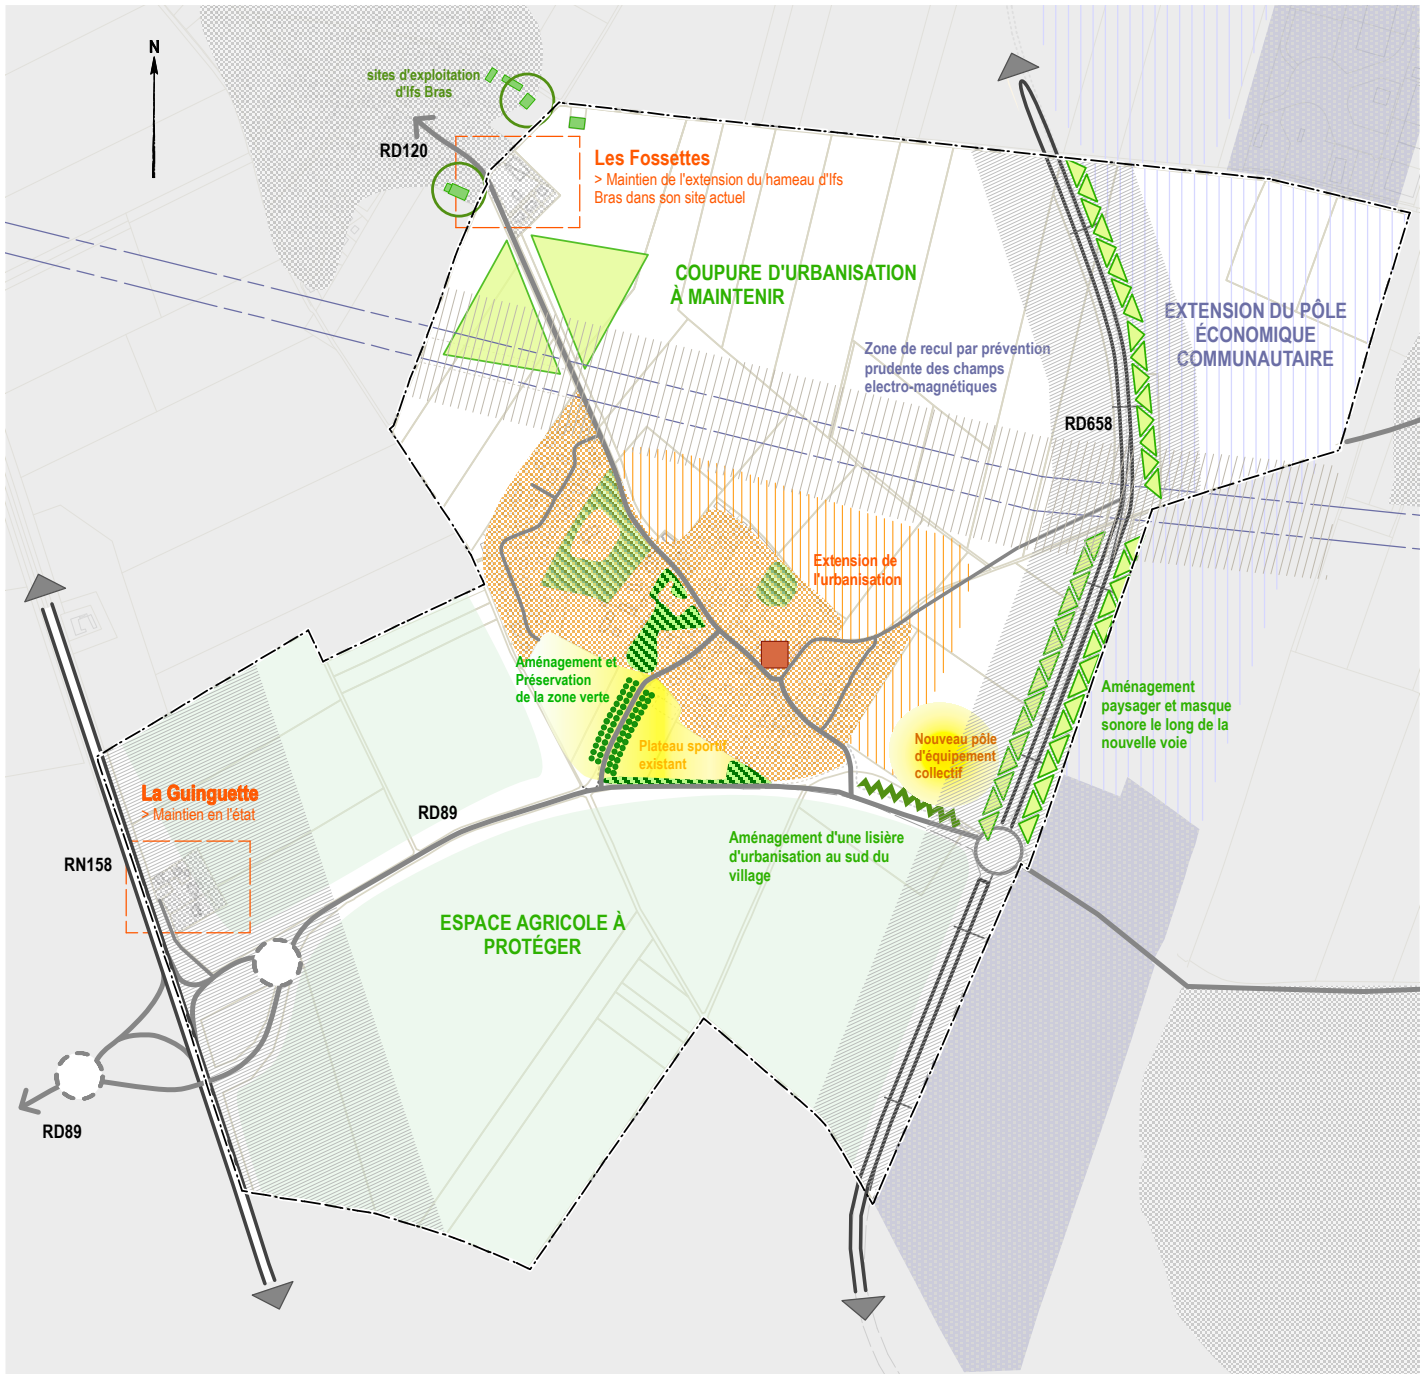 N
sites d'exploitation
d'Ifs Bras
RD120
Les Fossettes
> Maintien de l'extension du hameau d'Ifs
Bras dans son site actuel
COUPURE D'URBANISATION
À MAINTENIR
EXTENSION DU PÔLE
ÉCONOMIQUE
COMMUNAUTAIRE
Zone de recul par prévention
prudente des champs
electro-magnétiques
RD658
Extension de
l'urbanisation
Aménagement et
Préservation
de la zone verte
Aménagement
paysager et masque
sonore le long de la
nouvelle voie
Plateau sportif
existant
Nouveau pôle
d'équipement
collectif
La Guinguette
> Maintien en l'état
RD89
RN158
Aménagement d'une lisière
d'urbanisation au sud du
village
ESPACE AGRICOLE À
PROTÉGER
RD89